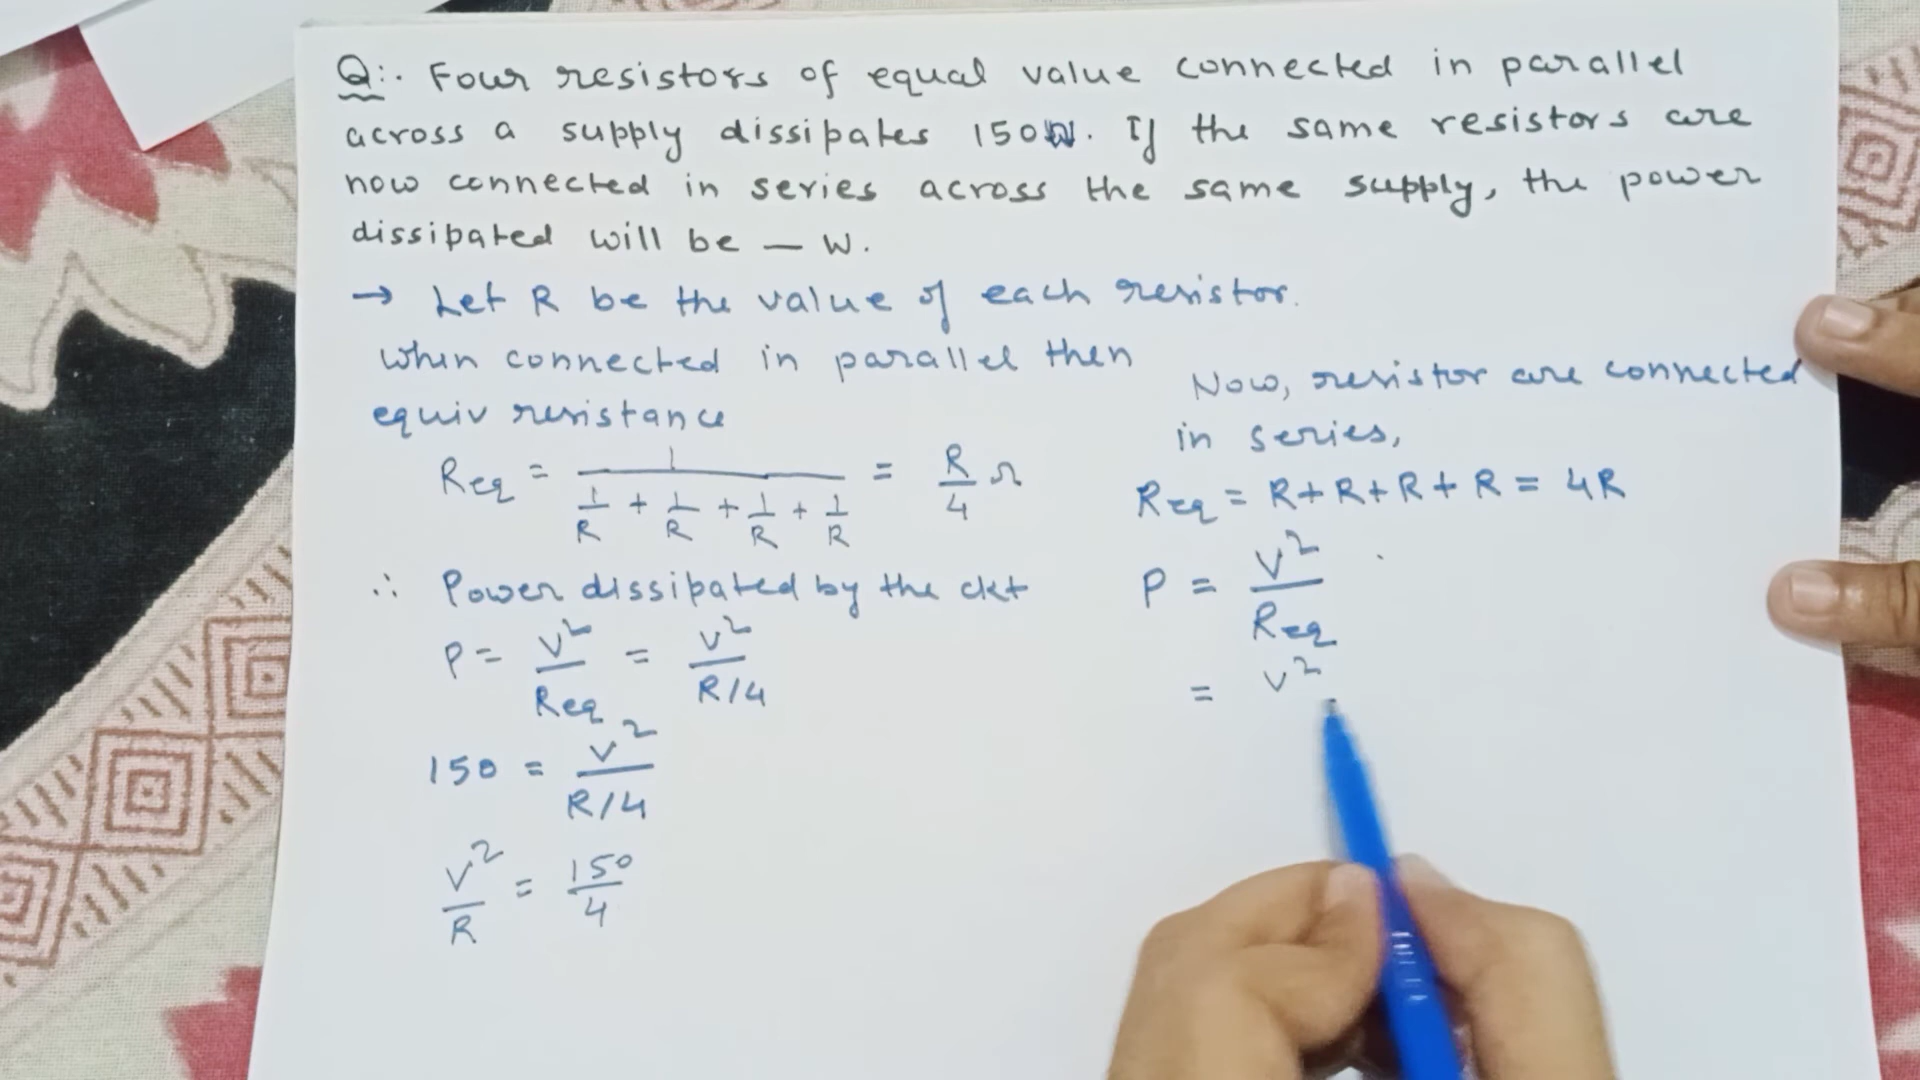 Q:. Four resistors of equal value connected in parallel
across a supply dissipates 150W. If the same resistors are
now connected in series across the same supply, the power
dissipated will be — W.
→ Let R be the value of each resistor.
when connected in parallel then
equiv resistance
Req = 1 / (1/R + 1/R + 1/R + 1/R) = R/4 Ω
∴ Power dissipated by the ckt
P = V²/Req = V²/(R/4)
150 = V²/(R/4)
V²/R = 150/4
Now, resistor are connected
in series,
Req = R+R+R+R = 4R
P = V²/Req
= V²